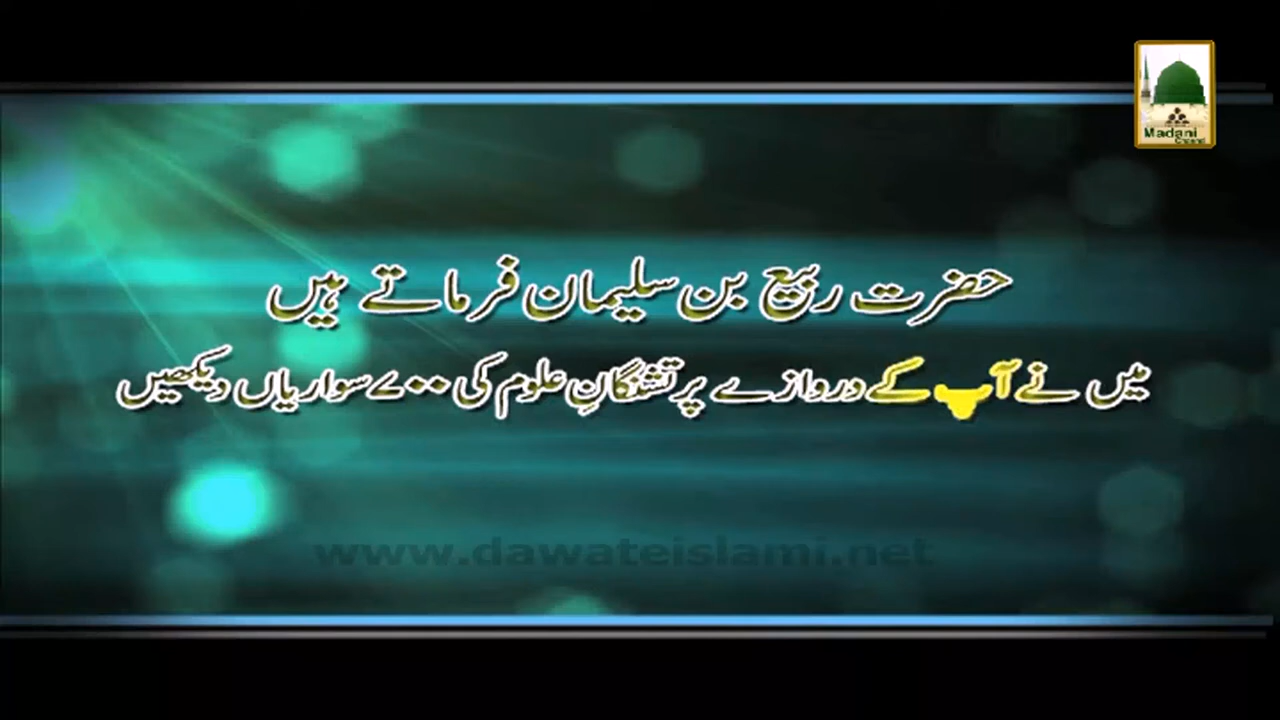 Madani
Channel
حضرت ربیع بن سلیمان فرماتے ہیں
میں نے آپ کے دروازے پر تشنگانِ علوم کی ۷۰۰ سواریاں دیکھیں
www.dawateislami.net